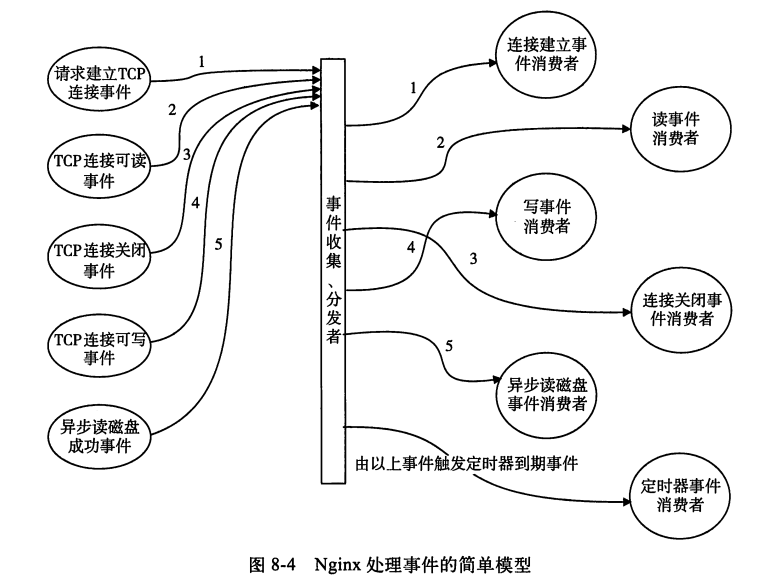 请求建立TCP
连接事件
TCP连接可读
事件
TCP连接关闭
事件
TCP连接可写
事件
异步读磁盘
成功事件
1
2
3
4
5
事件收集、分发者
1
2
4
3
5
连接建立事
件消费者
读事件
消费者
写事件
消费者
连接关闭事
件消费者
异步读磁盘
事件消费者
由以上事件触发定时器到期事件
定时器事件
消费者
图 8-4 Nginx 处理事件的简单模型